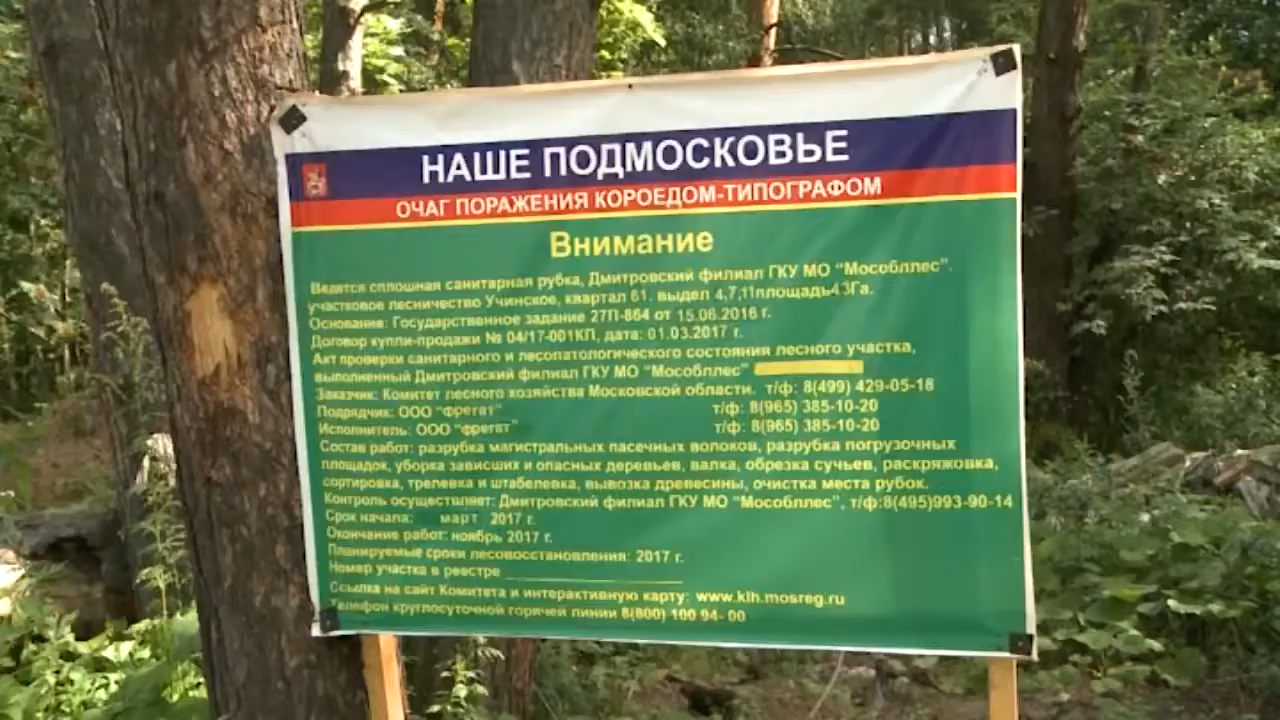 НАШЕ ПОДМОСКОВЬЕ
ОЧАГ ПОРАЖЕНИЯ КОРОЕДОМ-ТИПОГРАФОМ
Внимание
Ведется сплошная санитарная рубка, Дмитровский филиал ГКУ МО "Мособллес".
участковое лесничество Учинское, квартал 61. выдел 4,7,11площадь4.3Га.
Основание: Государственное задание 27П-864 от 15.06.2016 г.
Договор купли-продажи № 04/17-001КП, дата: 01.03.2017 г.
Акт проверки санитарного и лесопатологического состояния лесного участка,
выполненный Дмитровский филиал ГКУ МО "Мособллес"
Заказчик: Комитет лесного хозяйства Московской области. т/ф: 8(499) 429-05-18
Подрядчик: ООО "фрегат" т/ф: 8(965) 385-10-20
Исполнитель: ООО "фрегат" т/ф: 8(965) 385-10-20
Состав работ: разрубка магистральных пасечных волоков, разрубка погрузочных
площадок, уборка зависших и опасных деревьев, валка, обрезка сучьев, раскряжовка,
сортировка, трелевка и штабелевка, вывозка древесины, очистка места рубок.
Контроль осуществляет: Дмитровский филиал ГКУ МО "Мособллес", т/ф:8(495)993-90-14
Срок начала: март 2017 г.
Окончание работ: ноябрь 2017 г.
Планируемые сроки лесовосстановления: 2017 г.
Номер участка в реестре
Ссылка на сайт Комитета и интерактивную карту: www.klh.mosreg.ru
Телефон круглосуточной горячей линии 8(800) 100 94- 00